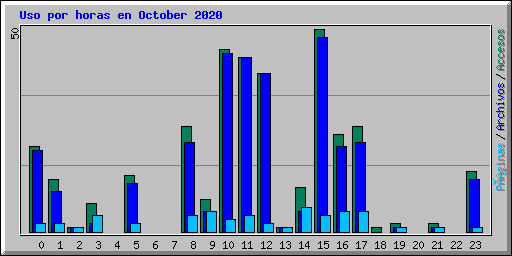 Uso por horas en October 2020
50
Păginas / Archivos / Accesos
0 1 2 3 4 5 6 7 8 9 10 11 12 13 14 15 16 17 18 19 20 21 22 23